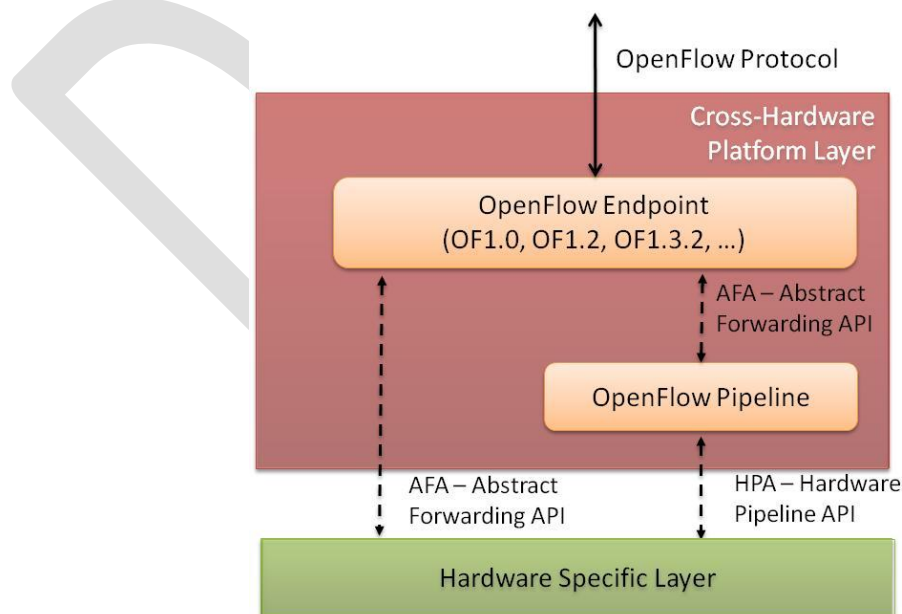 OpenFlow Protocol
Cross-Hardware
Platform Layer
OpenFlow Endpoint
(OF1.0, OF1.2, OF1.3.2, ...)
AFA – Abstract
Forwarding API
OpenFlow Pipeline
AFA – Abstract
Forwarding API
HPA – Hardware
Pipeline API
Hardware Specific Layer